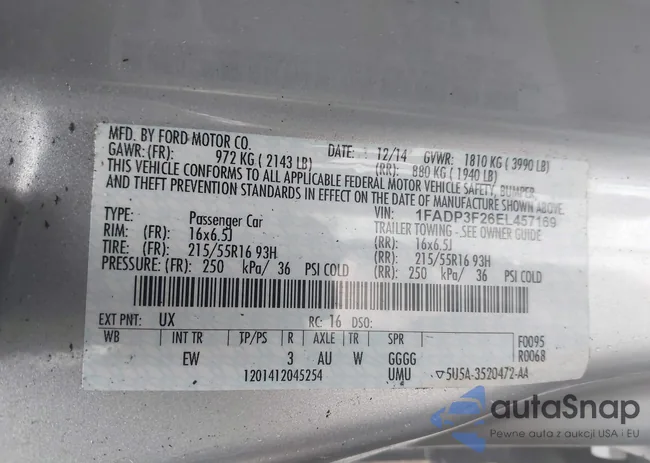 MFD. BY FORD MOTOR CO.
DATE: 12/14 GVWR: 1810 KG ( 3990 LB)
GAWR: (FR): 972 KG ( 2143 LB) (RR): 880 KG ( 1940 LB)
THIS VEHICLE CONFORMS TO ALL APPLICABLE FEDERAL MOTOR VEHICLE SAFETY, BUMPER,
AND THEFT PREVENTION STANDARDS IN EFFECT ON THE DATE OF MANUFACTURE SHOWN ABOVE.
VIN: 1FADP3F26EL457169
TYPE: Passenger Car TRAILER TOWING - SEE OWNER GUIDE
RIM: (FR): 16x6.5J (RR): 16x6.5J
TIRE: (FR): 215/55R16 93H (RR): 215/55R16 93H
PRESSURE: (FR): 250 kPa/ 36 PSI COLD (RR): 250 kPa/ 36 PSI COLD
EXT PNT: UX RC: 16 DSO:
WB INT TR TP/PS R AXLE TR SPR F0095
EW 3 AU W GGGG R0068
1201412045254 UMU ▽5U5A-3520472-AA
autaSnap
Pewne auta z aukcji USA i EU